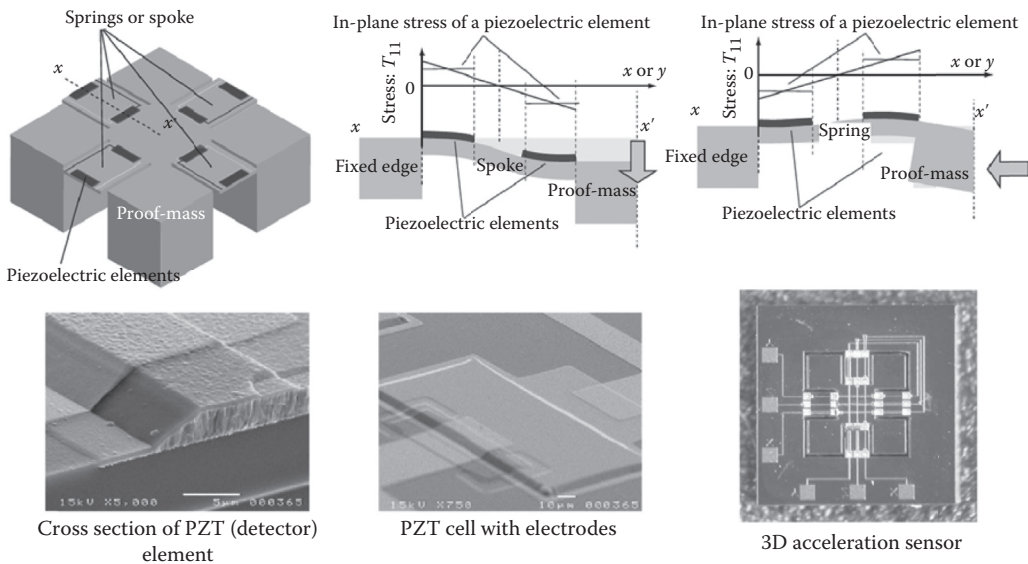 Springs or spoke
x
x′
Proof-mass
Piezoelectric elements
In-plane stress of a piezoelectric element
Stress: T11
0
x or y
x
x′
Fixed edge
Spoke
Proof-mass
Piezoelectric elements
In-plane stress of a piezoelectric element
Stress: T11
0
x or y
x
x′
Spring
Fixed edge
Proof-mass
Piezoelectric elements
15kV X5,000 5μm 000365
Cross section of PZT (detector)
element
15kV X750 10μm 000365
PZT cell with electrodes
3D acceleration sensor